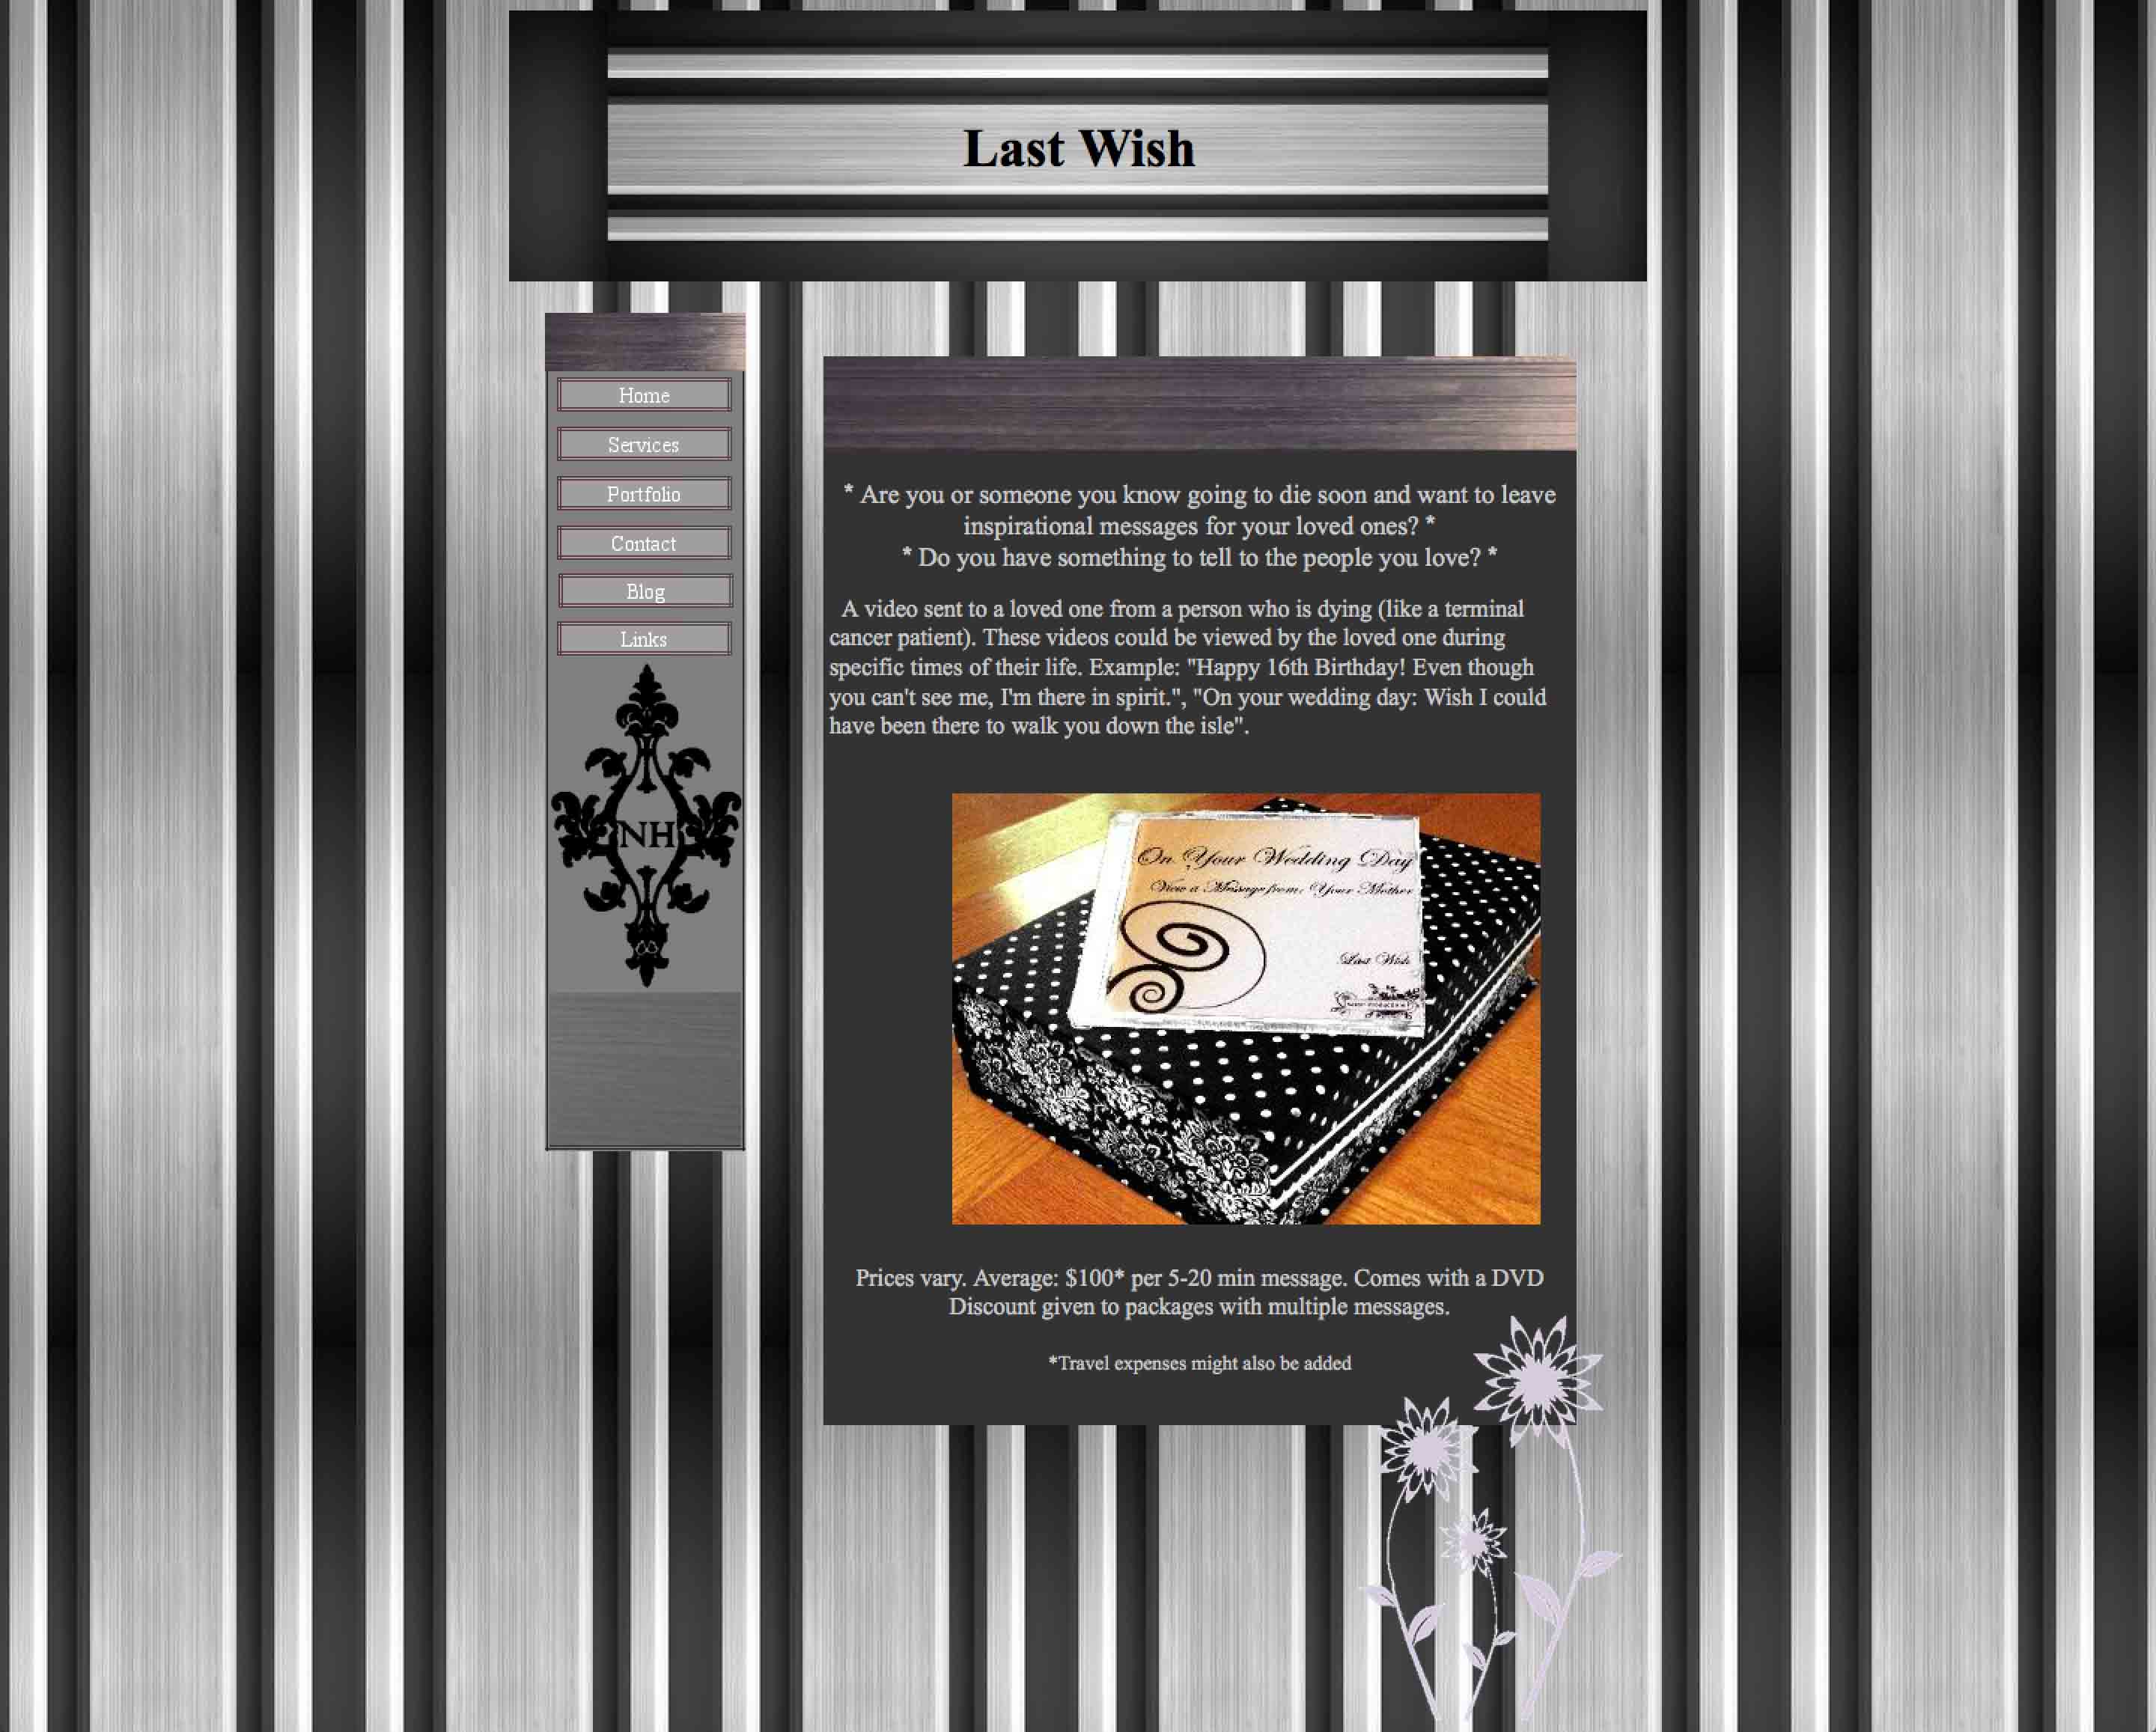 Last Wish
Home
Services
Portfolio
Contact
Blog
Links
NH
* Are you or someone you know going to die soon and want to leave
inspirational messages for your loved ones? *
* Do you have something to tell to the people you love? *
A video sent to a loved one from a person who is dying (like a terminal
cancer patient). These videos could be viewed by the loved one during
specific times of their life. Example: "Happy 16th Birthday! Even though
you can't see me, I'm there in spirit.", "On your wedding day: Wish I could
have been there to walk you down the isle".
On Your Wedding Day
View a Message from: Your Mother
Last Wish
Prices vary. Average: $100* per 5-20 min message. Comes with a DVD
Discount given to packages with multiple messages.
*Travel expenses might also be added